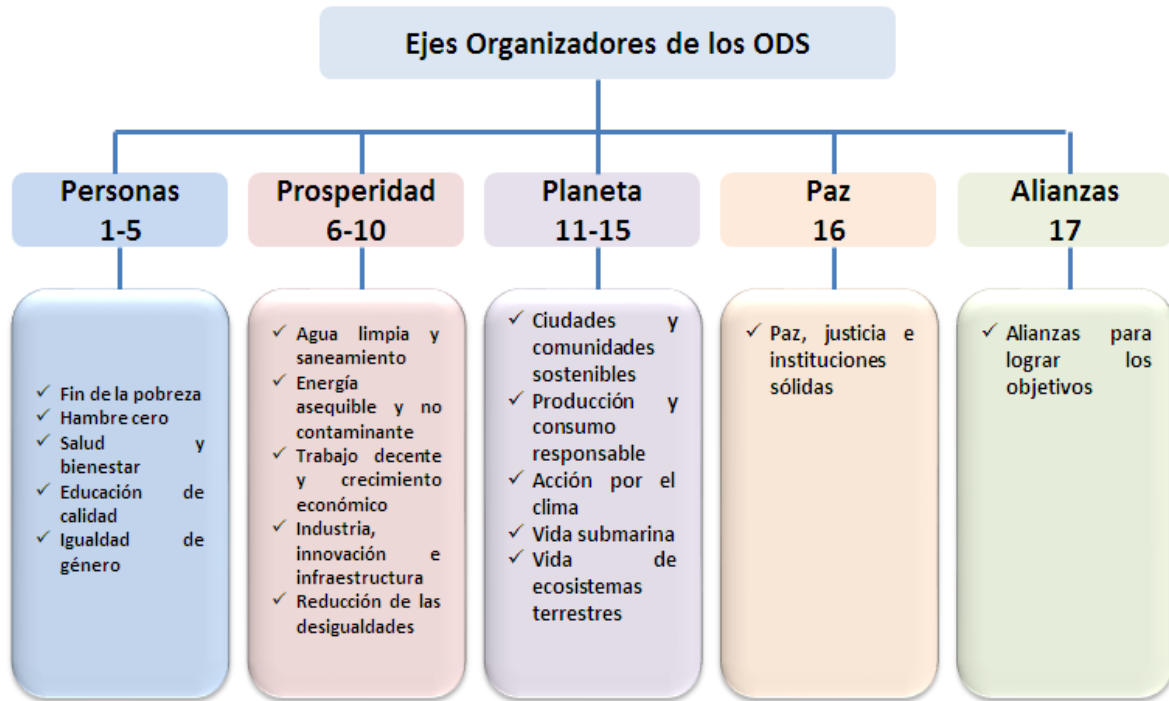 Ejes Organizadores de los ODS
Personas
1-5
Prosperidad
6-10
Planeta
11-15
Paz
16
Alianzas
17
✓ Fin de la pobreza
✓ Hambre cero
✓ Salud y
bienestar
✓ Educación de
calidad
✓ Igualdad de
género
✓ Agua limpia y
saneamiento
✓ Energía
asequible y no
contaminante
✓ Trabajo decente
y crecimiento
económico
✓ Industria,
innovación e
infraestructura
✓ Reducción de las
desigualdades
✓ Ciudades y
comunidades
sostenibles
✓ Producción y
consumo
responsable
✓ Acción por el
clima
✓ Vida submarina
✓ Vida de
ecosistemas
terrestres
✓ Paz, justicia e
instituciones
sólidas
✓ Alianzas para
lograr los
objetivos